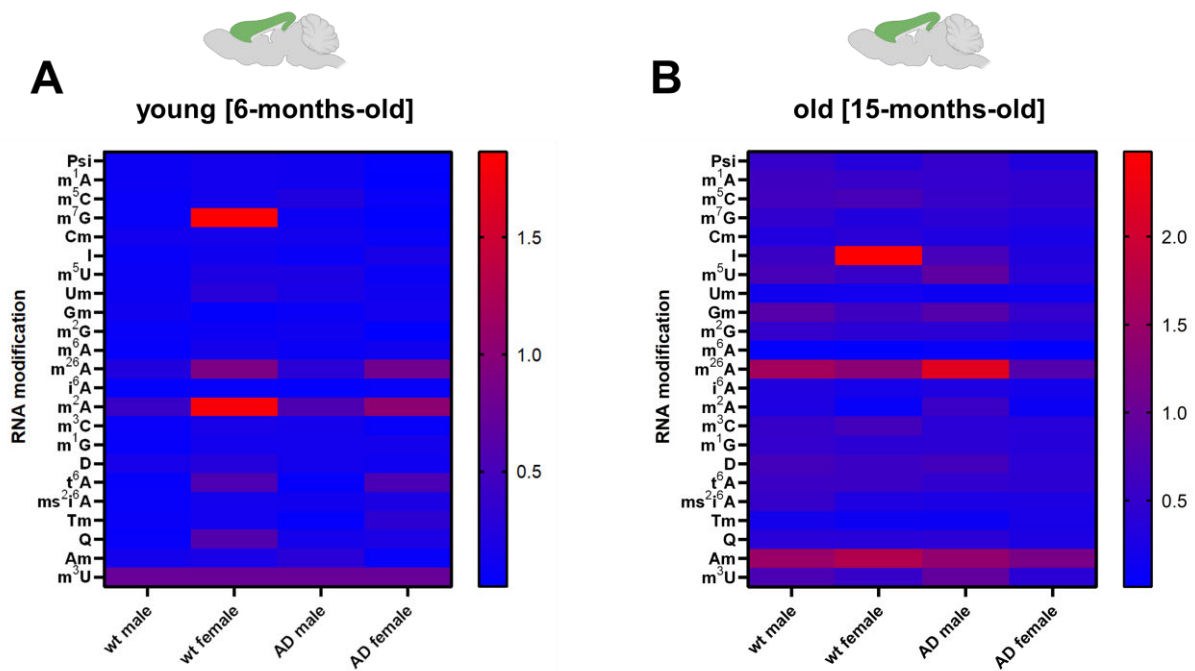 A
young [6-months-old]
RNA modification
Psi
m¹A
m⁵C
m⁷G
Cm
I
m⁵U
Um
Gm
m²G
m⁶A
m²⁶A
i⁶A
m²A
m³C
m¹G
D
t⁶A
ms²i⁶A
Tm
Q
Am
m³U
wt male
wt female
AD male
AD female
1.5
1.0
0.5
B
old [15-months-old]
RNA modification
Psi
m¹A
m⁵C
m⁷G
Cm
I
m⁵U
Um
Gm
m²G
m⁶A
m²⁶A
i⁶A
m²A
m³C
m¹G
D
t⁶A
ms²i⁶A
Tm
Q
Am
m³U
wt male
wt female
AD male
AD female
2.0
1.5
1.0
0.5